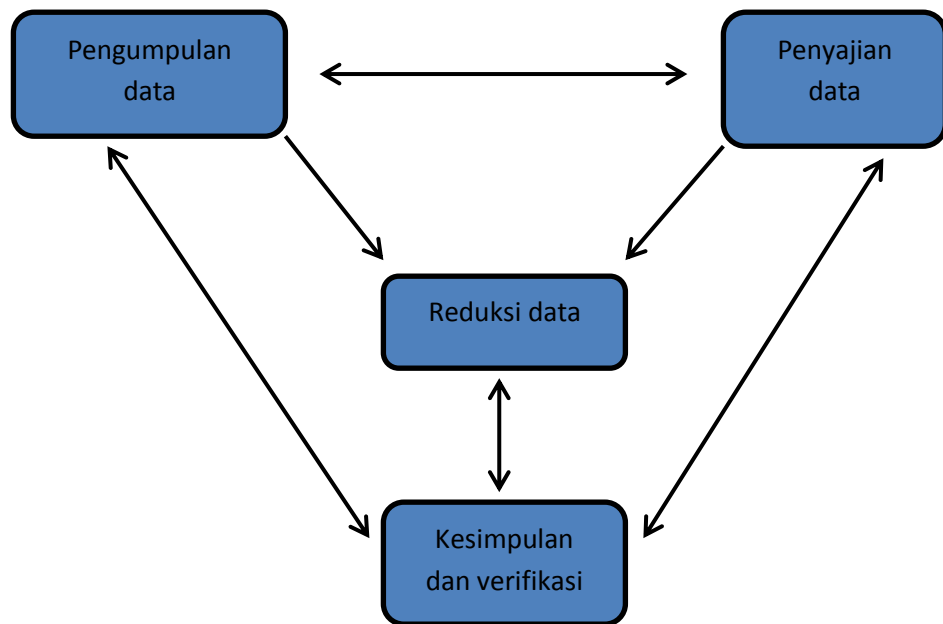 Pengumpulan
data
Penyajian
data
Reduksi data
Kesimpulan
dan verifikasi